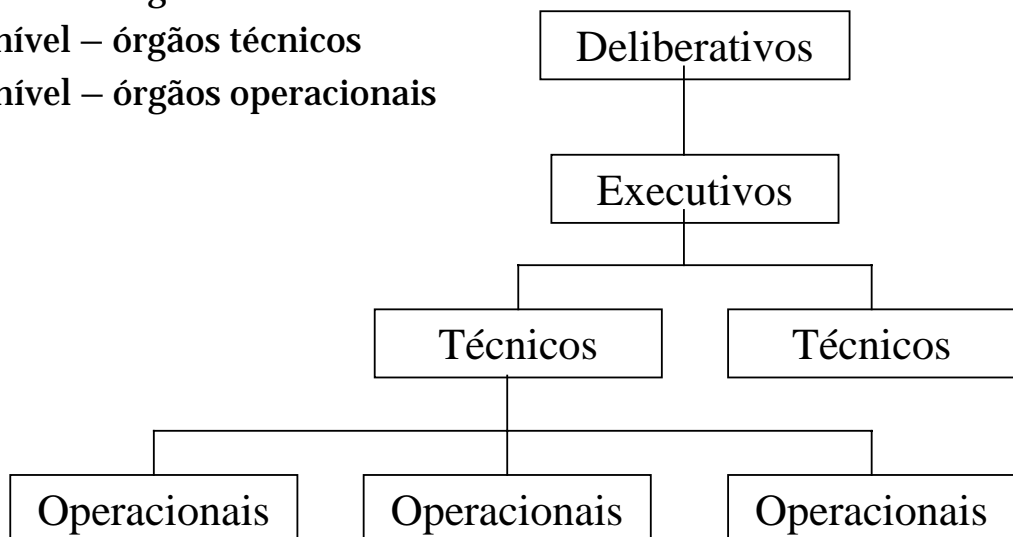 nível – órgãos técnicos
nível – órgãos operacionais
Deliberativos
Executivos
Técnicos Técnicos
Operacionais Operacionais Operacionais